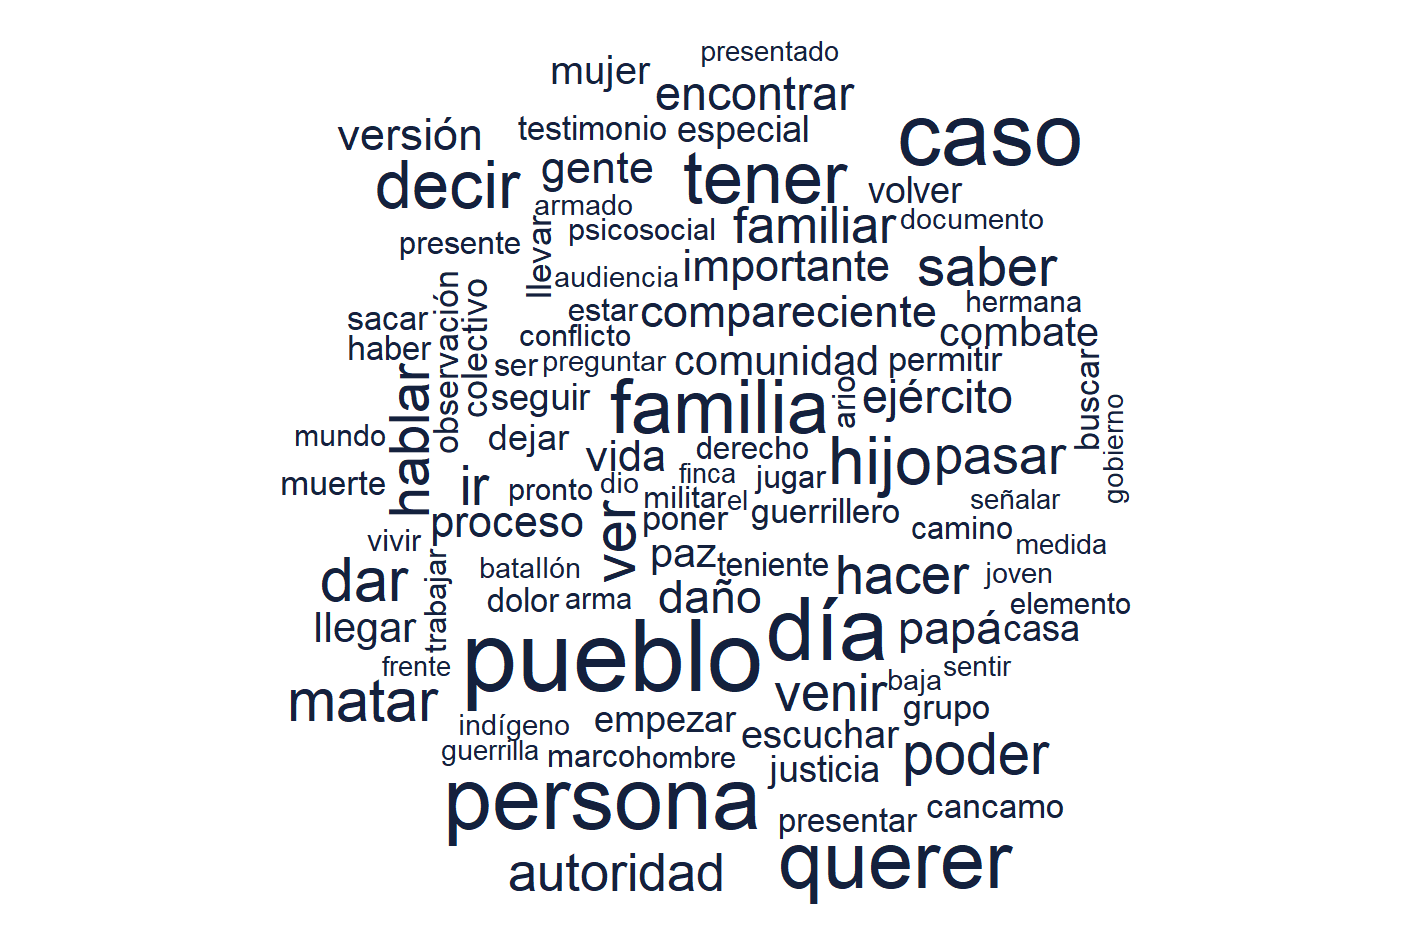 presentado
mujer
encontrar
caso
versión
testimonio
especial
decir
gente
tener
volver
armado
familiar
documento
presente
llevar
psicosocial
importante
saber
audiencia
observación
colectivo
estar
compareciente
hermana
sacar
conflicto
combate
haber
ser
preguntar
comunidad
permitir
buscar
hablar
seguir
familia
ario
ejército
gobierno
mundo
dejar
vida
derecho
hijo
pasar
muerte
ir
pronto
dio
finca
jugar
militar
el
señalar
proceso
ver
poner
guerrillero
camino
vivir
paz
teniente
medida
dar
trabajar
batallón
hacer
joven
dolor
arma
daño
elemento
llegar
pueblo
día
papá
casa
frente
sentir
matar
venir
baja
grupo
indígeno
empezar
escuchar
guerrilla
marco
hombre
justicia
poder
persona
presentar
cancamo
autoridad
querer